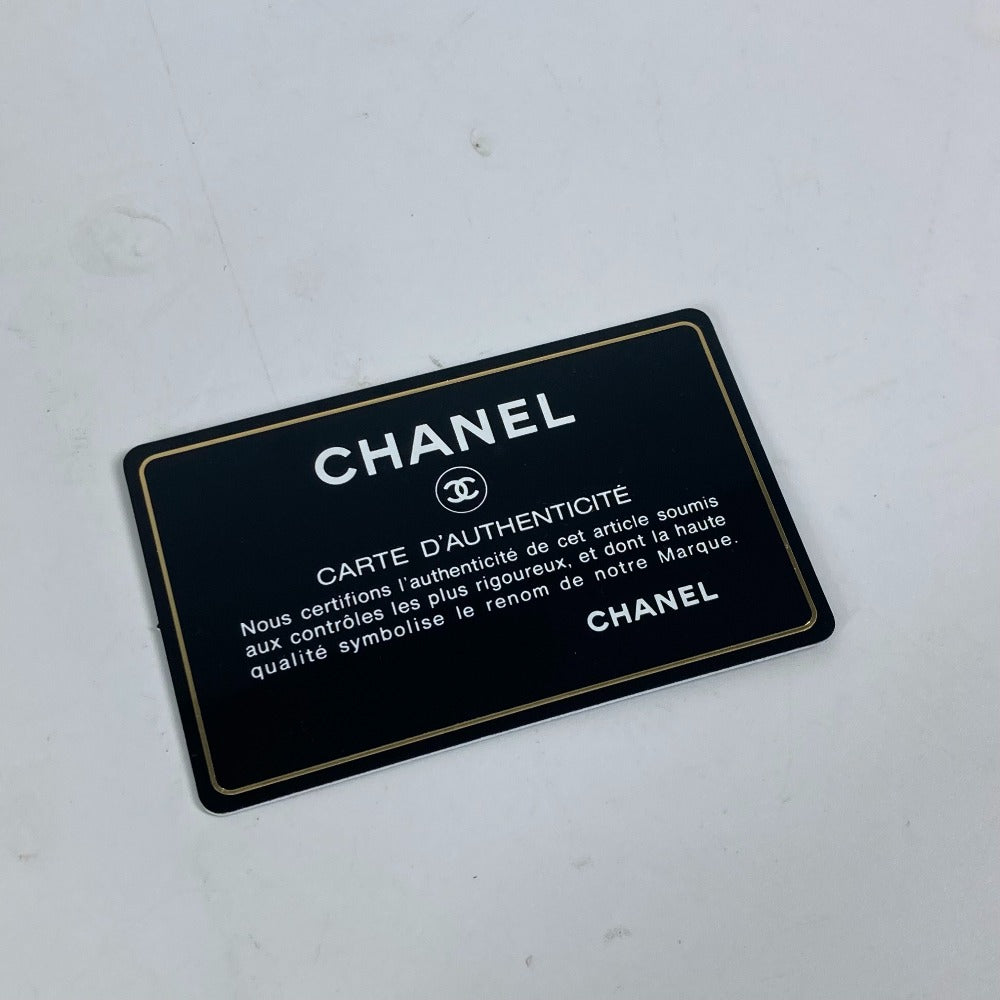 CHANEL
CARTE D'AUTHENTICITÉ
Nous certifions l'authenticité de cet article soumis
aux contrôles les plus rigoureux, et dont la haute
qualité symbolise le renom de notre Marque.
CHANEL